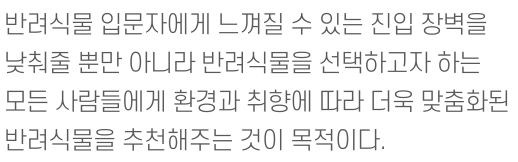 반려식물 입문자에게 느껴질 수 있는 진입 장벽을
낮춰줄 뿐만 아니라 반려식물을 선택하고자 하는
모든 사람들에게 환경과 취향에 따라 더욱 맞춤화된
반려식물을 추천해주는 것이 목적이다.